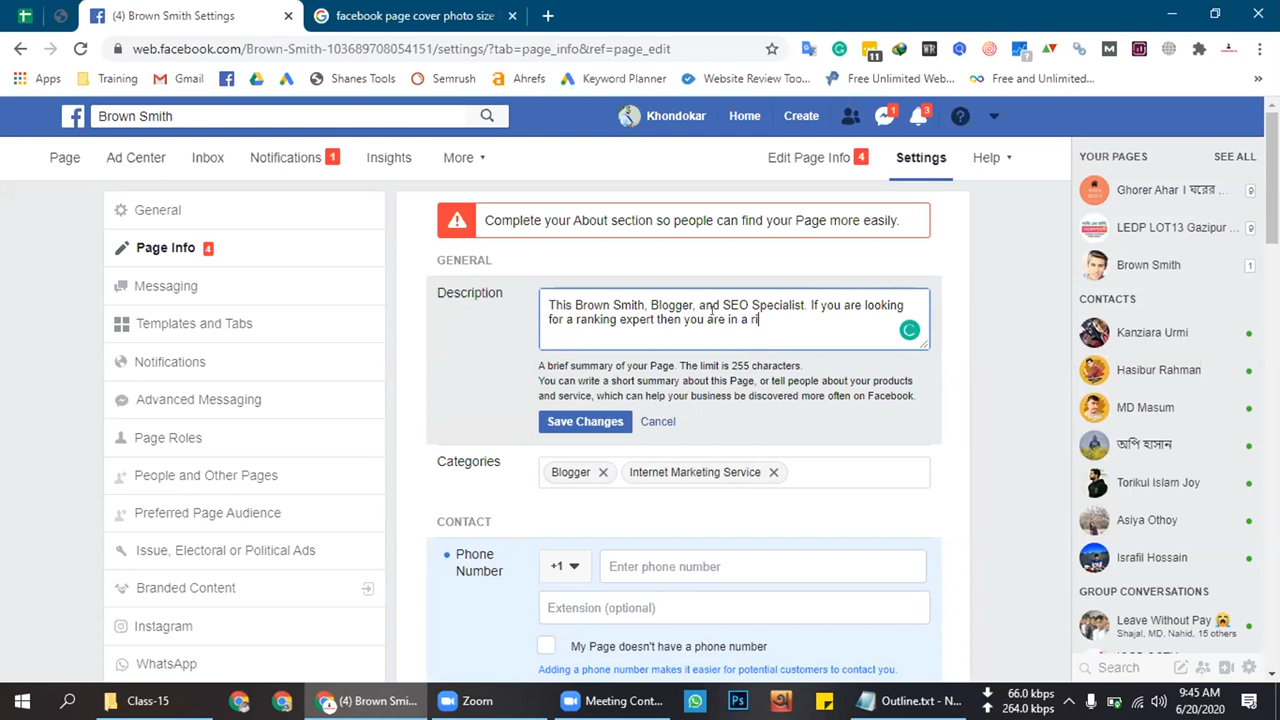 (4) Brown Smith Settings
facebook page cover photo size
web.facebook.com/Brown-Smith-103689708054151/settings/?tab=page_info&ref=page_edit
11
Apps
Training
Gmail
Shanes Tools
Semrush
Ahrefs
Keyword Planner
Website Review Too...
Free Unlimited Web...
Free and Unlimited...
Brown Smith
Khondokar
Home
Create
1
3
Page
Ad Center
Inbox
Notifications 1
Insights
More
Edit Page Info 4
Settings
Help
General
Page Info 4
Messaging
Templates and Tabs
Notifications
Advanced Messaging
Page Roles
People and Other Pages
Preferred Page Audience
Issue, Electoral or Political Ads
Branded Content
Instagram
WhatsApp
Complete your About section so people can find your Page more easily.
GENERAL
Description
This Brown Smith, Blogger, and SEO Specialist. If you are looking
for a ranking expert then you are in a ri
A brief summary of your Page. The limit is 255 characters.
You can write a short summary about this Page, or tell people about your products
and service, which can help your business be discovered more often on Facebook.
Save Changes
Cancel
Categories
Blogger
Internet Marketing Service
CONTACT
Phone
Number
+1
Enter phone number
Extension (optional)
My Page doesn't have a phone number
Adding a phone number makes it easier for potential customers to contact you.
YOUR PAGES
SEE ALL
Ghorer Ahar । ঘরের ...
9
LEDP LOT13 Gazipur ...
9
Brown Smith
1
CONTACTS
Kanziara Urmi
Hasibur Rahman
MD Masum
অপি হাসান
Torikul Islam Joy
Asiya Othoy
Israfil Hossain
GROUP CONVERSATIONS
Leave Without Pay
Shajal, MD, Nahid, 15 others
Search
Class-15
(4) Brown Smi...
Zoom
Meeting Cont...
Outline.txt - N...
66.0 kbps
264.0 kbps
9:45 AM
6/20/2020